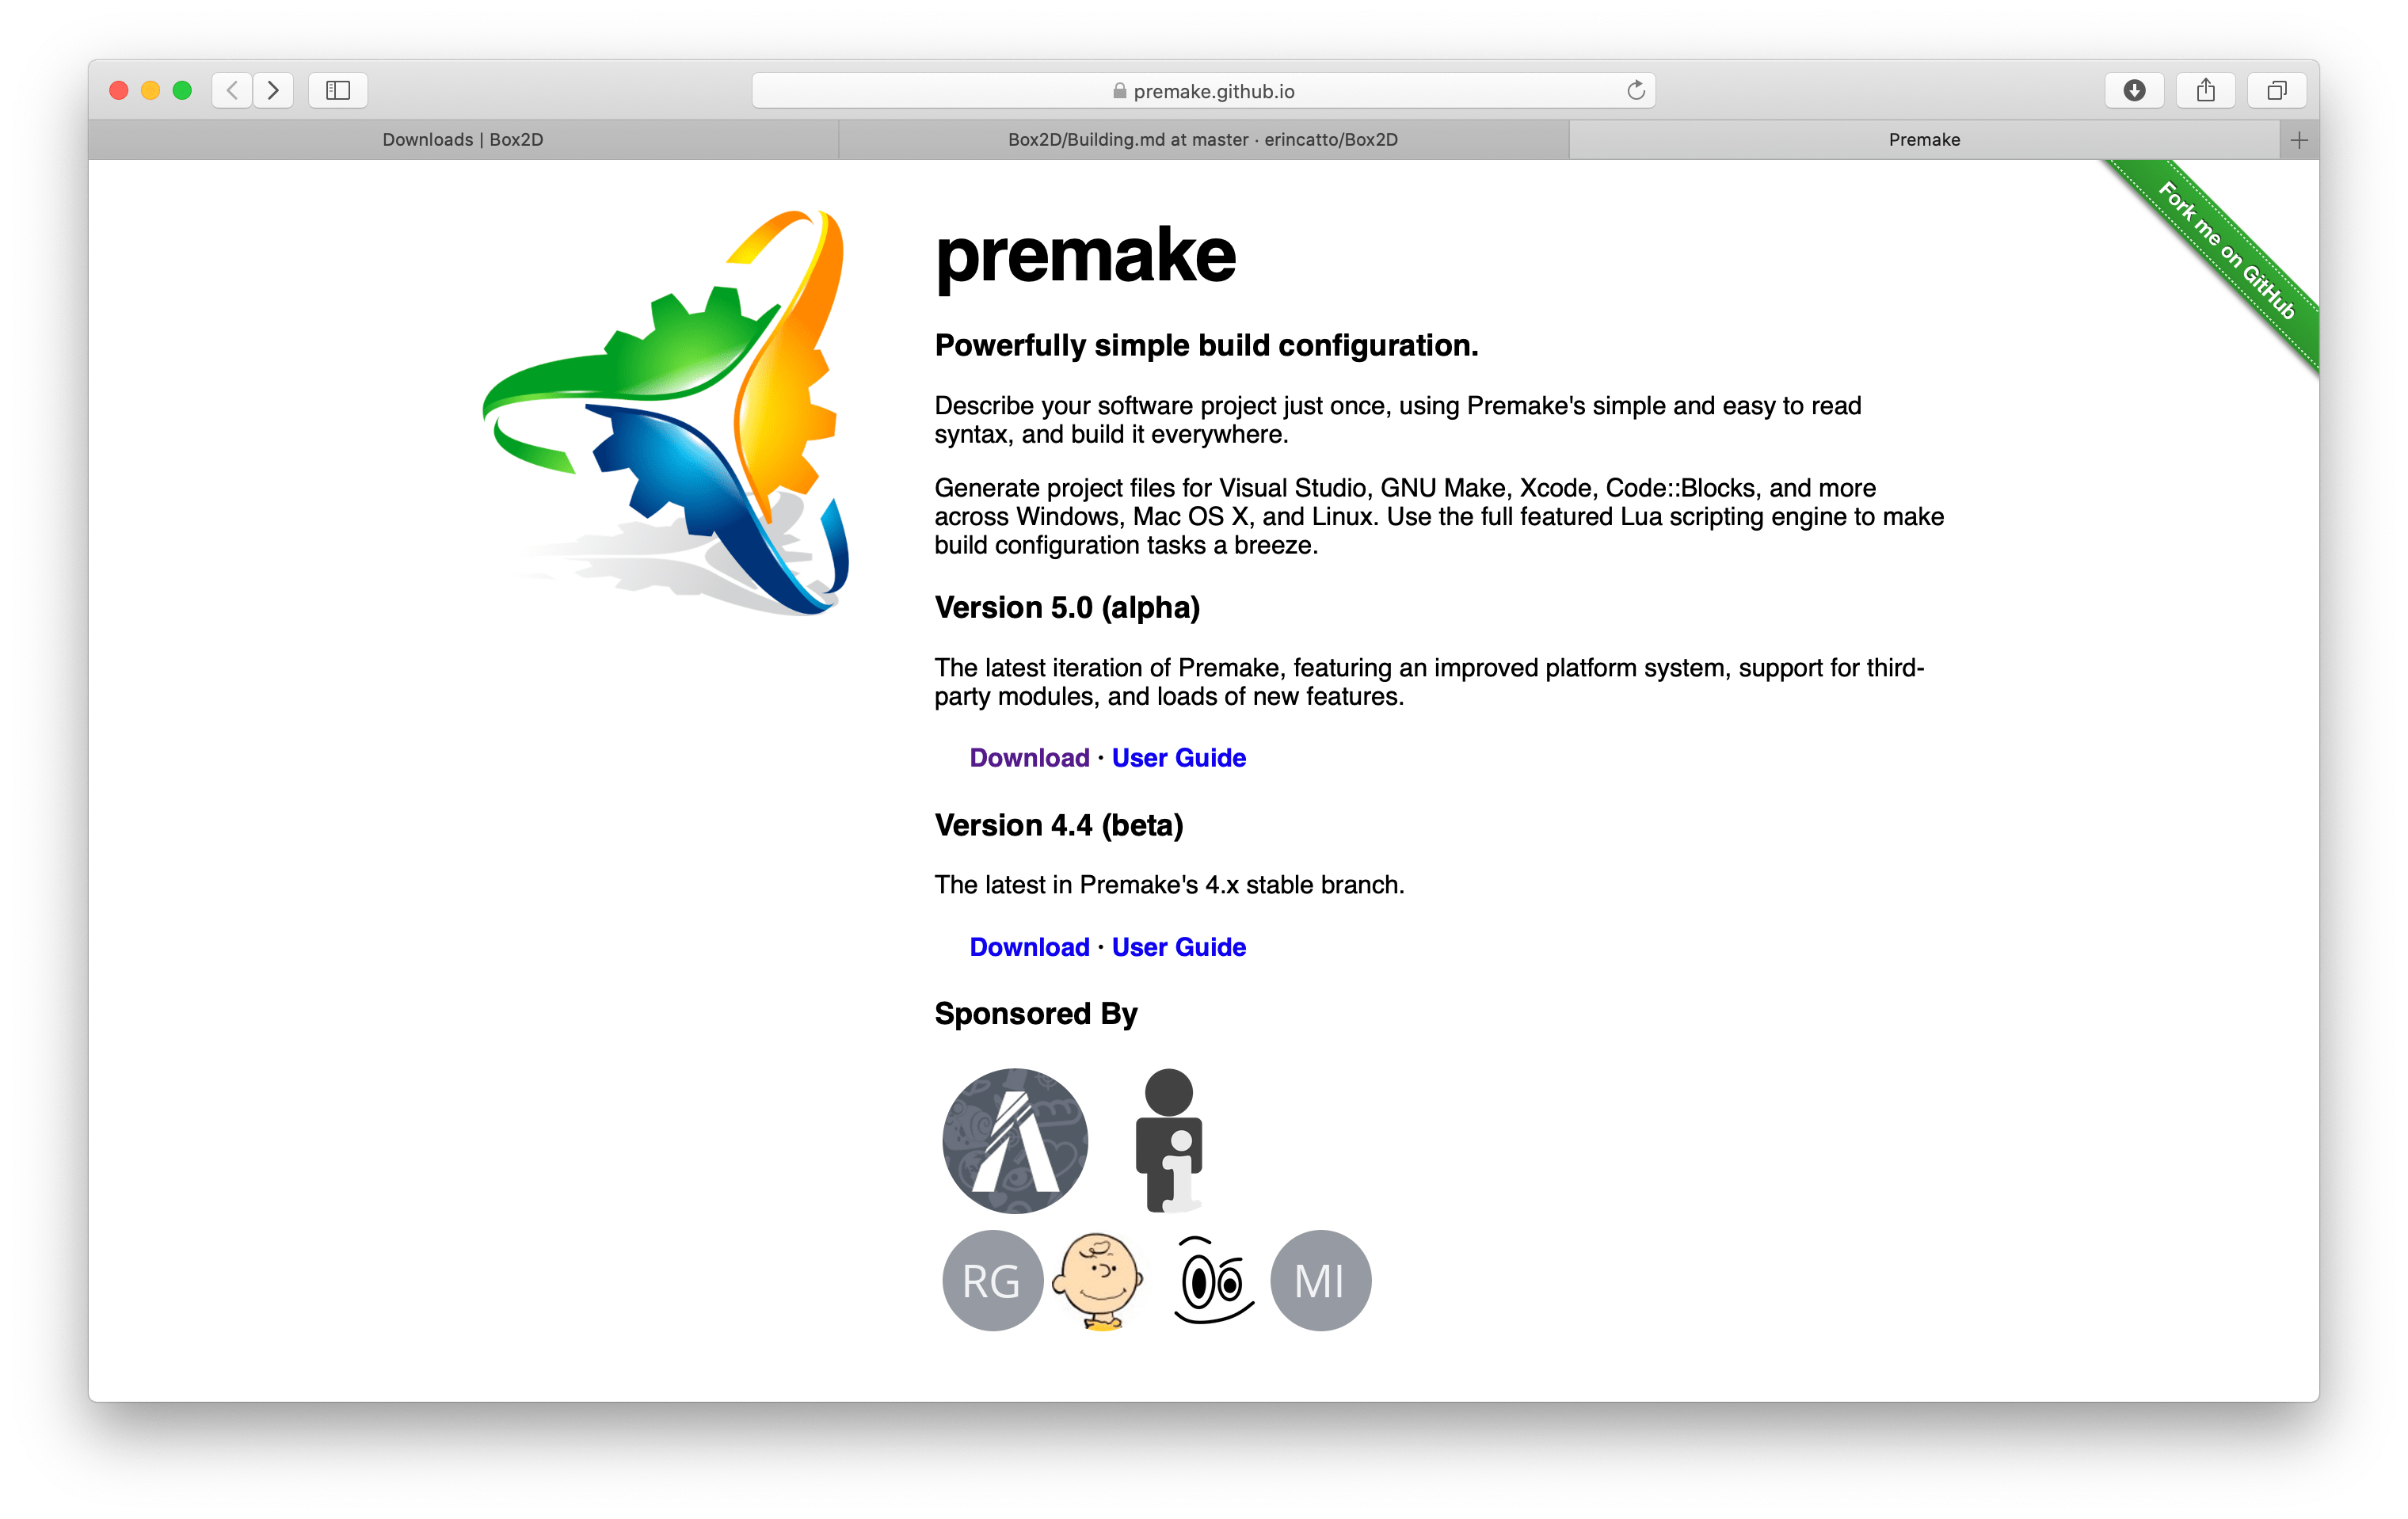 premake.github.io
Downloads | Box2D
Box2D/Building.md at master · erincatto/Box2D
Premake
Fork me on GitHub
premake
Powerfully simple build configuration.
Describe your software project just once, using Premake's simple and easy to read
syntax, and build it everywhere.
Generate project files for Visual Studio, GNU Make, Xcode, Code::Blocks, and more
across Windows, Mac OS X, and Linux. Use the full featured Lua scripting engine to make
build configuration tasks a breeze.
Version 5.0 (alpha)
The latest iteration of Premake, featuring an improved platform system, support for third-
party modules, and loads of new features.
Download · User Guide
Version 4.4 (beta)
The latest in Premake's 4.x stable branch.
Download · User Guide
Sponsored By
i
RG
MI